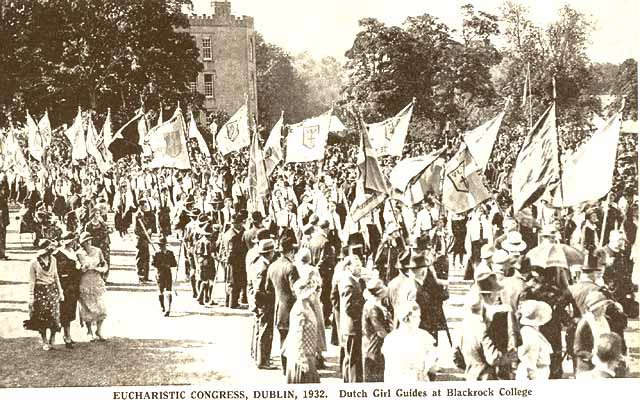 EUCHARISTIC CONGRESS, DUBLIN, 1932. Dutch Girl Guides at Blackrock College